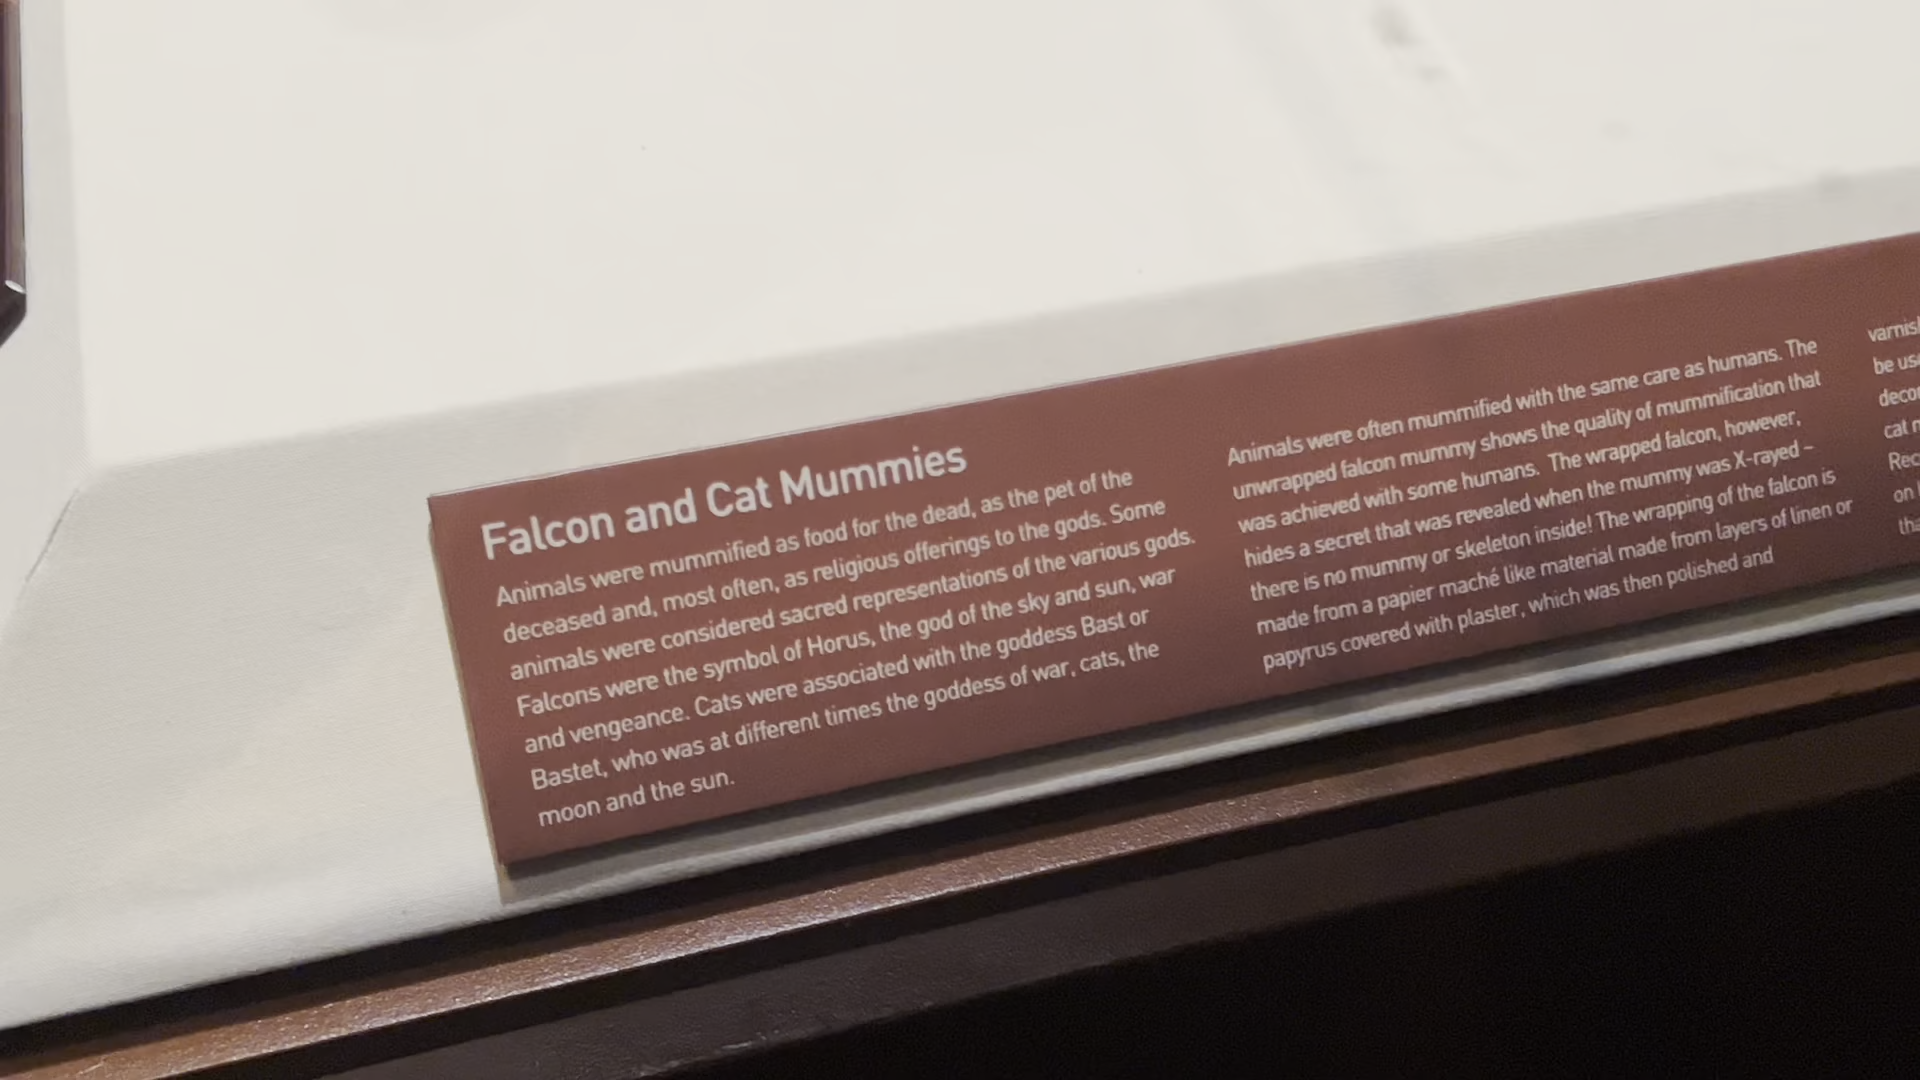 Falcon and Cat Mummies
Animals were mummified as food for the dead, as the pet of the
deceased and, most often, as religious offerings to the gods. Some
animals were considered sacred representations of the various gods.
Falcons were the symbol of Horus, the god of the sky and sun, war
and vengeance. Cats were associated with the goddess Bast or
Bastet, who was at different times the goddess of war, cats, the
moon and the sun.
Animals were often mummified with the same care as humans. The
unwrapped falcon mummy shows the quality of mummification that
was achieved with some humans. The wrapped falcon, however,
hides a secret that was revealed when the mummy was X-rayed –
there is no mummy or skeleton inside! The wrapping of the falcon is
made from a papier maché like material made from layers of linen or
papyrus covered with plaster, which was then polished and
be
cat